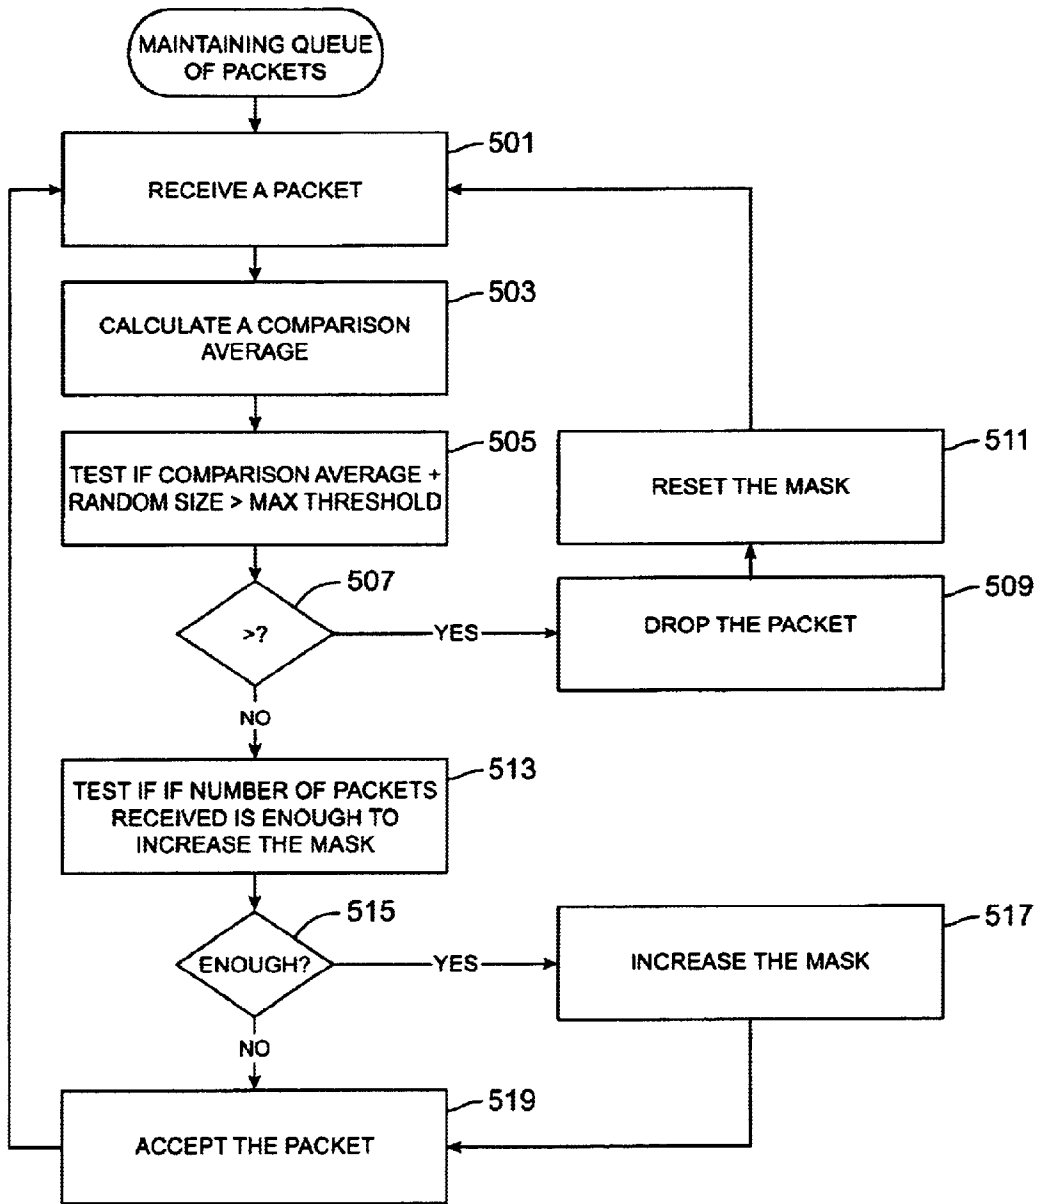 MAINTAINING QUEUE
OF PACKETS
501
RECEIVE A PACKET
503
CALCULATE A COMPARISON
AVERAGE
505
TEST IF COMPARISON AVERAGE +
RANDOM SIZE > MAX THRESHOLD
511
RESET THE MASK
507
>?
YES
509
DROP THE PACKET
NO
513
TEST IF IF NUMBER OF PACKETS
RECEIVED IS ENOUGH TO
INCREASE THE MASK
515
ENOUGH?
YES
517
INCREASE THE MASK
NO
519
ACCEPT THE PACKET